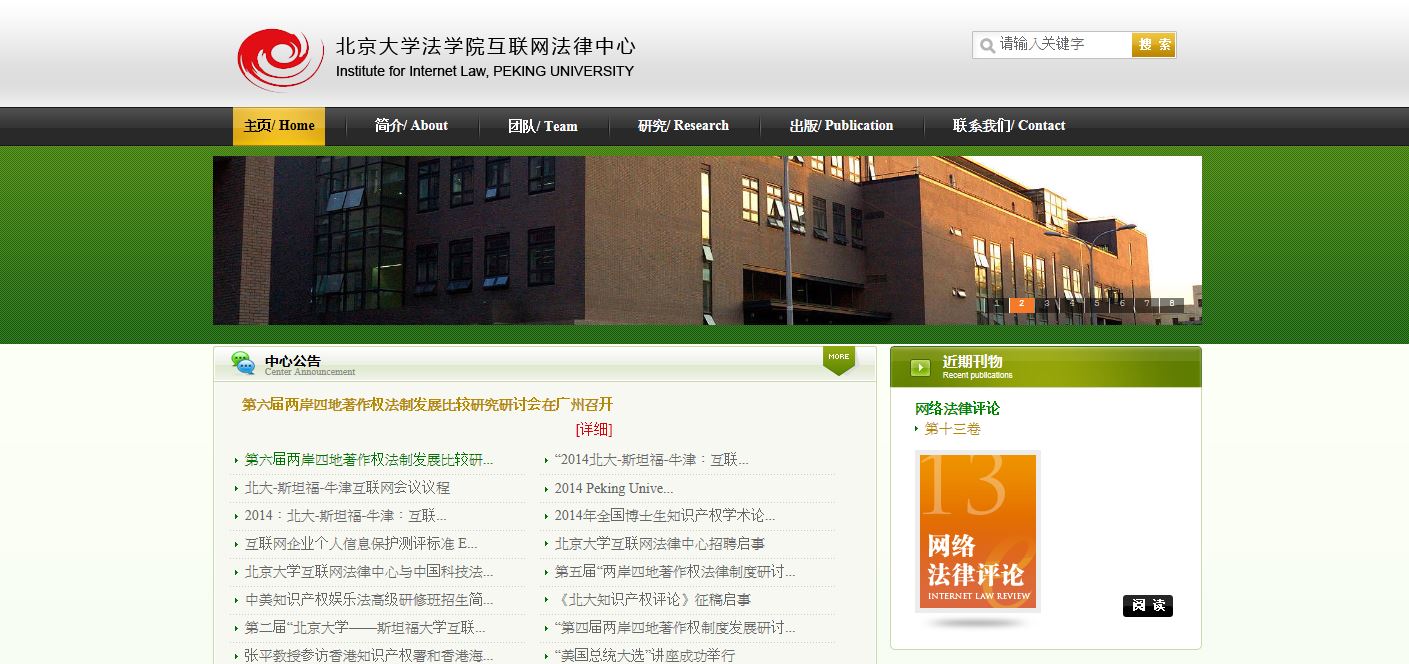 北京大学法学院互联网法律中心
Institute for Internet Law, PEKING UNIVERSITY
请输入关键字
搜 索
主页/ Home
简介/ About
团队/ Team
研究/ Research
出版/ Publication
联系我们/ Contact
1 2 3 4 5 6 7 8
中心公告
Center Announcement
MORE
第六届两岸四地著作权法制发展比较研究研讨会在广州召开
[详细]
第六届两岸四地著作权法制发展比较研...
“2014北大-斯坦福-牛津：互联...
北大-斯坦福-牛津互联网会议议程
2014 Peking Unive...
2014：北大-斯坦福-牛津：互联...
2014年全国博士生知识产权学术论...
互联网企业个人信息保护测评标准 E...
北京大学互联网法律中心招聘启事
北京大学互联网法律中心与中国科技法...
第五届“两岸四地著作权法律制度研讨...
中美知识产权娱乐法高级研修班招生简...
《北大知识产权评论》征稿启事
第二届“北京大学——斯坦福大学互联...
“第四届两岸四地著作权制度发展研讨...
张平教授参访香港知识产权署和香港海...
“美国总统大选”讲座成功举行
近期刊物
Recent publications
网络法律评论
第十三卷
13
网络
法律评论
INTERNET LAW REVIEW
阅 读